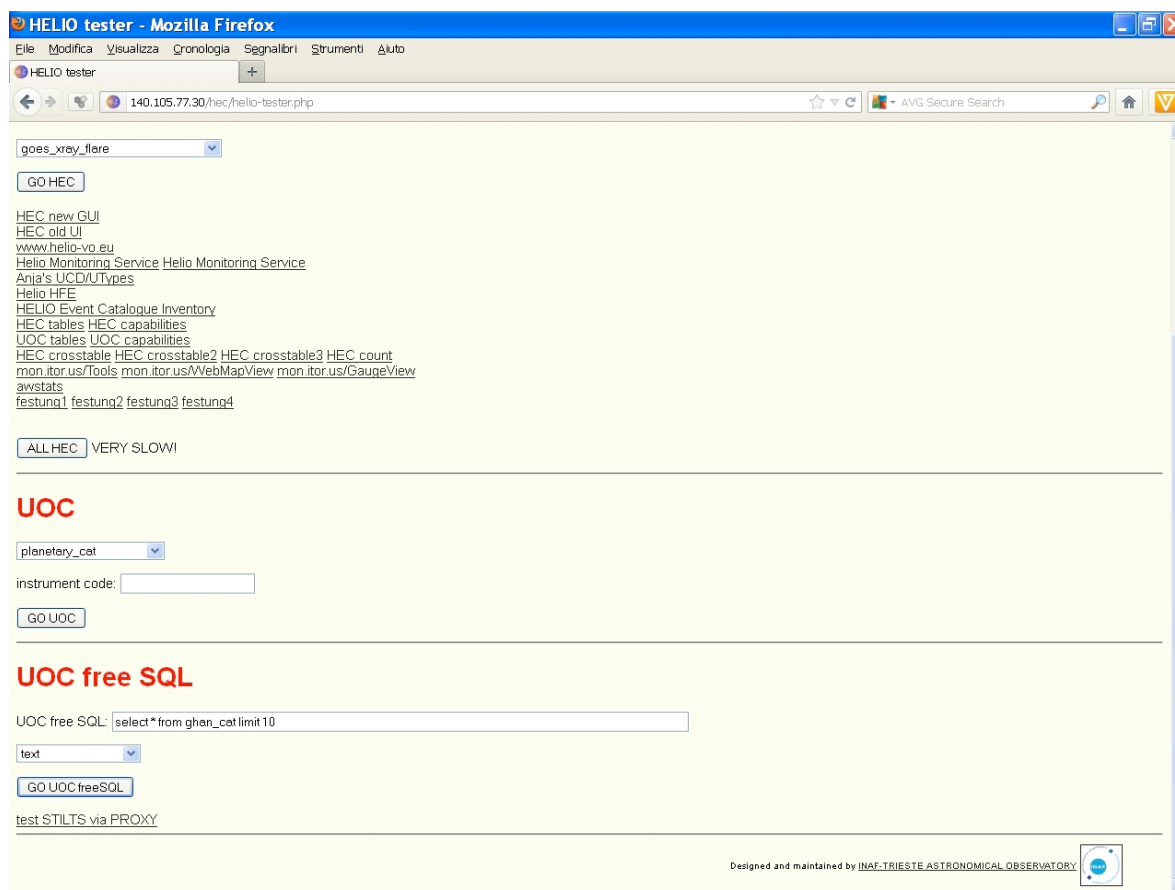 HELIO tester - Mozilla Firefox
File Modifica Visualizza Cronologia Segnalibri Strumenti Aiuto
HELIO tester +
140.105.77.30/hec/helio-tester.php AVG Secure Search
goes_xray_flare
GO HEC
HEC new GUI
HEC old UI
www.helio-vo.eu
Helio Monitoring Service Helio Monitoring Service
Anja's UCD/UTypes
Helio HFE
HELIO Event Catalogue Inventory
HEC tables HEC capabilities
UOC tables UOC capabilities
HEC crosstable HEC crosstable2 HEC crosstable3 HEC count
mon.itor.us/Tools mon.itor.us/WebMapView mon.itor.us/GaugeView
awstats
festung1 festung2 festung3 festung4
ALL HEC VERY SLOW!
UOC
planetary_cat
instrument code:
GO UOC
UOC free SQL
UOC free SQL: select * from ghan_cat limit 10
text
GO UOC freeSQL
test STILTS via PROXY
Designed and maintained by INAF-TRIESTE ASTRONOMICAL OBSERVATORY INAF